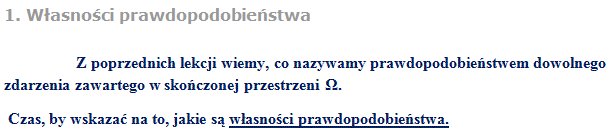 1. Własności prawdopodobieństwa
Z poprzednich lekcji wiemy, co nazywamy prawdopodobieństwem dowolnego
zdarzenia zawartego w skończonej przestrzeni Ω.
Czas, by wskazać na to, jakie są własności prawdopodobieństwa.